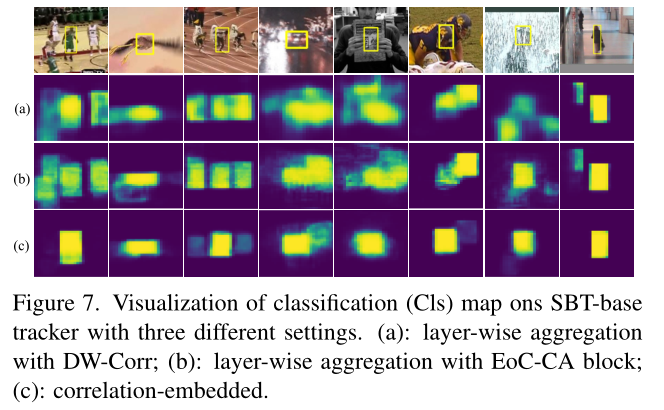 (a)
(b)
(c)
Figure 7. Visualization of classification (Cls) map ons SBT-base
tracker with three different settings. (a): layer-wise aggregation
with DW-Corr; (b): layer-wise aggregation with EoC-CA block;
(c): correlation-embedded.